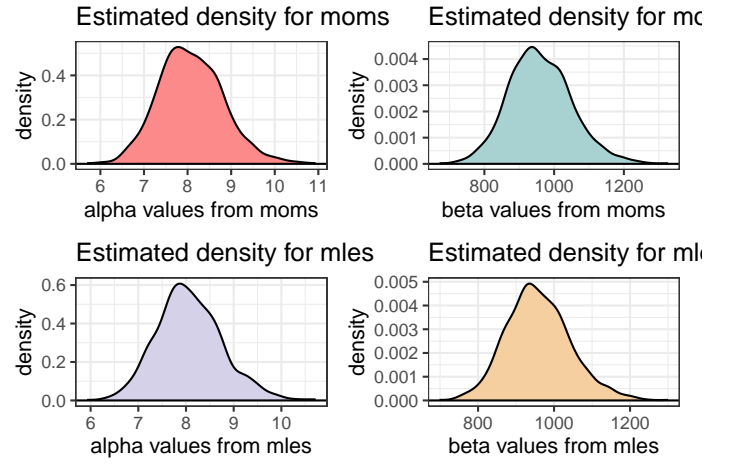 Estimated density for moms
density
0.4
0.2
0.0
6 7 8 9 10 11
alpha values from moms
Estimated density for
density
0.004
0.003
0.002
0.001
0.000
800 1000 1200
beta values from moms
Estimated density for mles
density
0.6
0.4
0.2
0.0
6 7 8 9 10
alpha values from mles
Estimated density for
density
0.005
0.004
0.003
0.002
0.001
0.000
800 1000 1200
beta values from mles